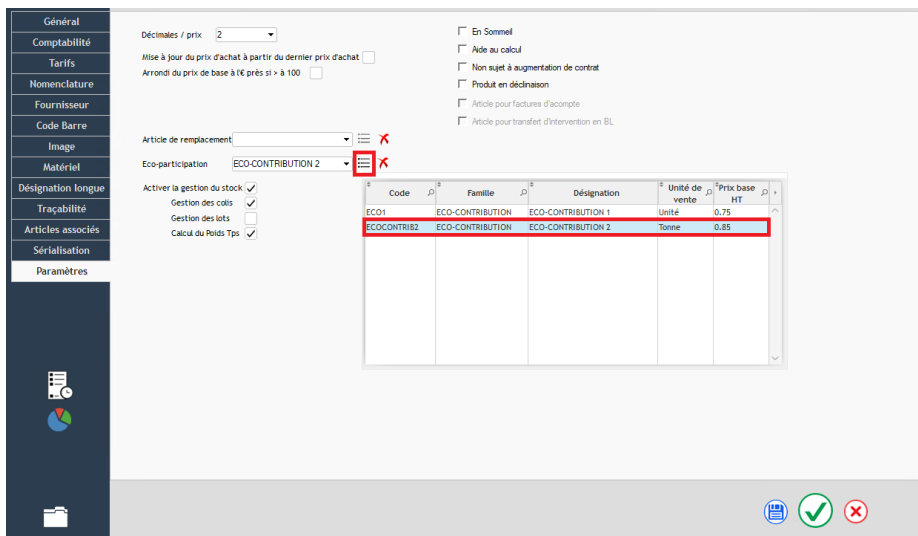 Général
Comptabilité
Tarifs
Nomenclature
Fournisseur
Code Barre
Image
Matériel
Désignation longue
Traçabilité
Articles associés
Sérialisation
Paramètres
Décimales / prix 2
Mise à jour du prix d'achat à partir du dernier prix d'achat
Arrondi du prix de base à l'€ près si > à 100
En Sommeil
Aide au calcul
Non sujet à augmentation de contrat
Produit en déclinaison
Article pour factures d'acompte
Article pour transfert d'intervention en BL
Article de remplacement
Eco-participation ECO-CONTRIBUTION 2
Activer la gestion du stock
Gestion des colis
Gestion des lots
Calcul du Poids Tps
Code Famille Désignation Unité de vente Prix base HT
ECO1 ECO-CONTRIBUTION ECO-CONTRIBUTION 1 Unité 0.75
ECOCONTRIB2 ECO-CONTRIBUTION ECO-CONTRIBUTION 2 Tonne 0.85